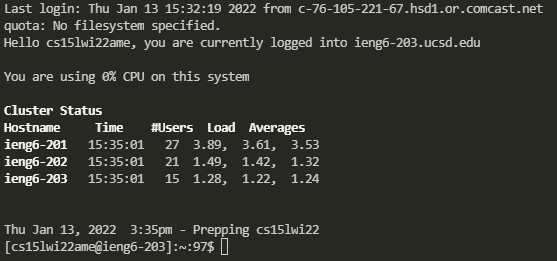 Last login: Thu Jan 13 15:32:19 2022 from c-76-105-221-67.hsd1.or.comcast.net
quota: No filesystem specified.
Hello cs15lwi22ame, you are currently logged into ieng6-203.ucsd.edu
You are using 0% CPU on this system
Cluster Status
Hostname     Time    #Users  Load  Averages
ieng6-201   15:35:01   27  3.89,  3.61,  3.53
ieng6-202   15:35:01   21  1.49,  1.42,  1.32
ieng6-203   15:35:01   15  1.28,  1.22,  1.24
Thu Jan 13, 2022  3:35pm - Prepping cs15lwi22
[cs15lwi22ame@ieng6-203]:~:97$